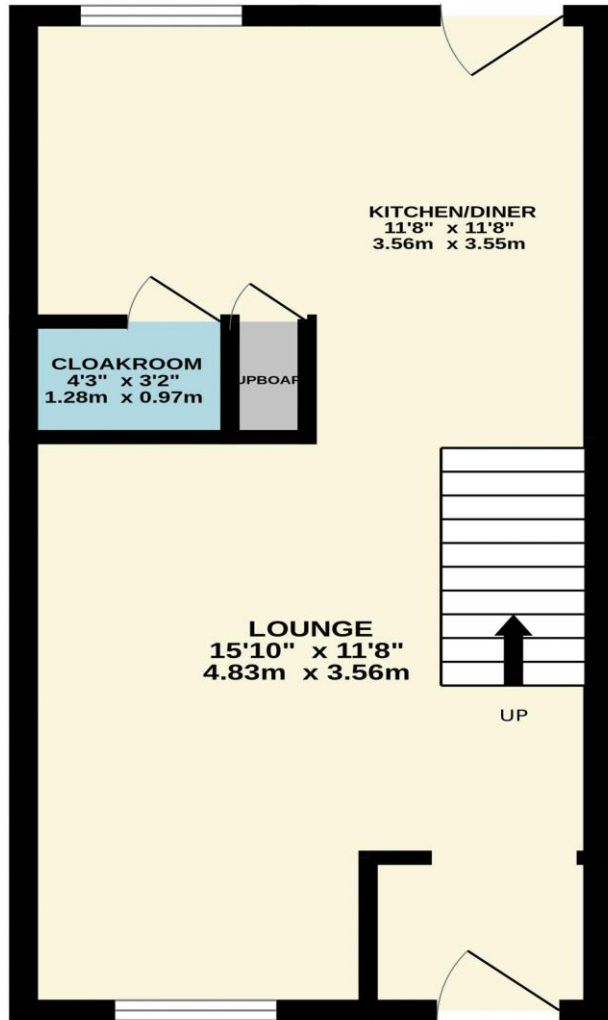 KITCHEN/DINER
11'8" x 11'8"
3.56m x 3.55m
CLOAKROOM
4'3" x 3'2"
1.28m x 0.97m
UPBOAR
LOUNGE
15'10" x 11'8"
4.83m x 3.56m
UP